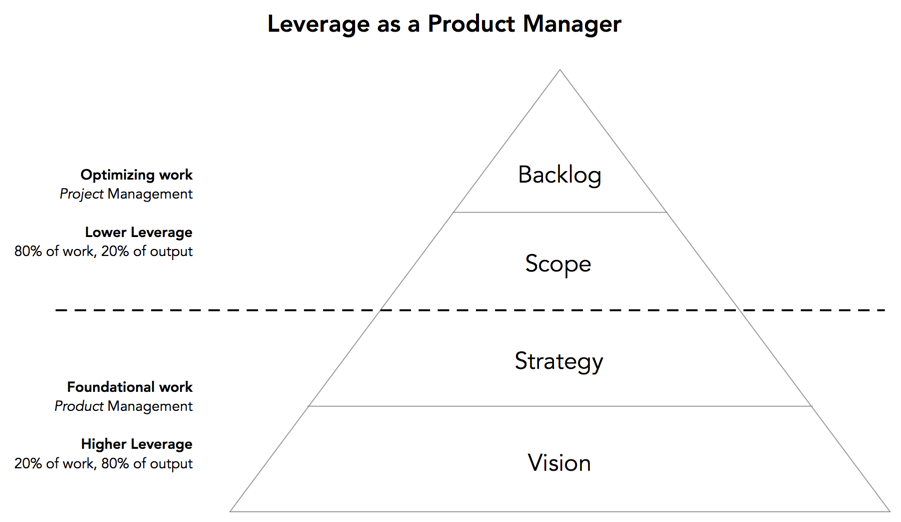 Leverage as a Product Manager
Optimizing work
Project Management
Lower Leverage
80% of work, 20% of output
Backlog
Scope
Foundational work
Product Management
Higher Leverage
20% of work, 80% of output
Strategy
Vision